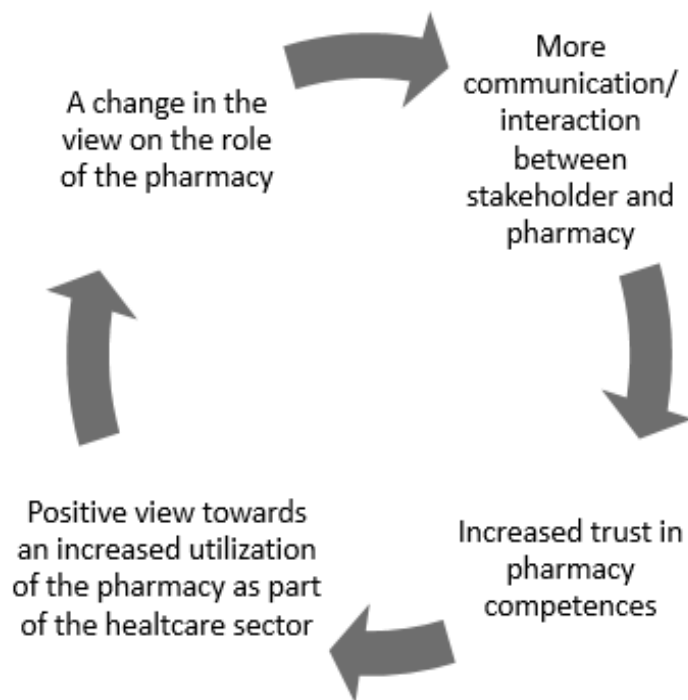 A change in the
view on the role
of the pharmacy
More
communication/
interaction
between
stakeholder and
pharmacy
Increased trust in
pharmacy
competences
Positive view towards
an increased utilization
of the pharmacy as part
of the healtcare sector